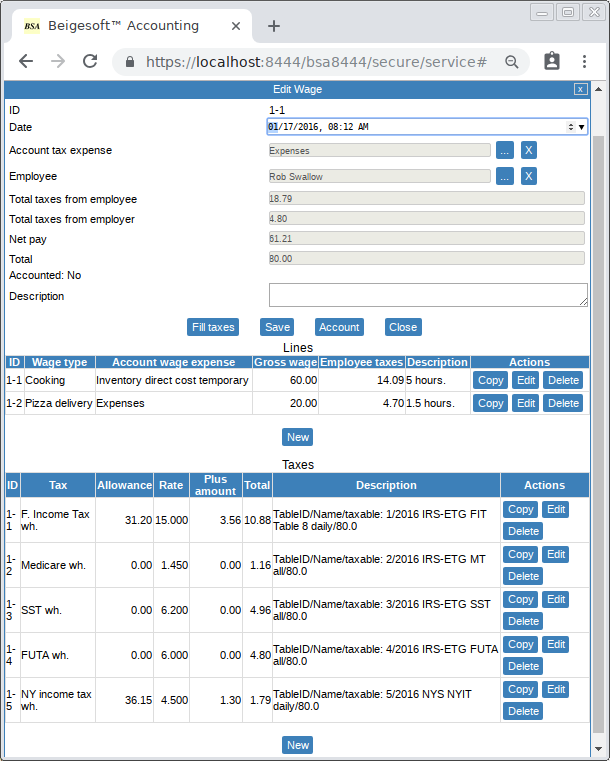 BSA Beigesoft™ Accounting
https://localhost:8444/bsa8444/secure/service#
Edit Wage x
ID 1-1
Date 01/17/2016, 08:12 AM
Account tax expense Expenses ... X
Employee Rob Swallow ... X
Total taxes from employee 18.79
Total taxes from employer 4.80
Net pay 61.21
Total 80.00
Accounted: No
Description
Fill taxes Save Account Close
Lines
ID Wage type Account wage expense Gross wage Employee taxes Description Actions
1-1 Cooking Inventory direct cost temporary 60.00 14.09 5 hours. Copy Edit Delete
1-2 Pizza delivery Expenses 20.00 4.70 1.5 hours. Copy Edit Delete
New
Taxes
ID Tax Allowance Rate Plus amount Total Description Actions
1-1 F. Income Tax wh. 31.20 15.000 3.56 10.88 TableID/Name/taxable: 1/2016 IRS-ETG FIT Table 8 daily/80.0 Copy Edit Delete
1-2 Medicare wh. 0.00 1.450 0.00 1.16 TableID/Name/taxable: 2/2016 IRS-ETG MT all/80.0 Copy Edit Delete
1-3 SST wh. 0.00 6.200 0.00 4.96 TableID/Name/taxable: 3/2016 IRS-ETG SST all/80.0 Copy Edit Delete
1-4 FUTA wh. 0.00 6.000 0.00 4.80 TableID/Name/taxable: 4/2016 IRS-ETG FUTA all/80.0 Copy Edit Delete
1-5 NY income tax wh. 36.15 4.500 1.30 1.79 TableID/Name/taxable: 5/2016 NYS NYIT daily/80.0 Copy Edit Delete
New